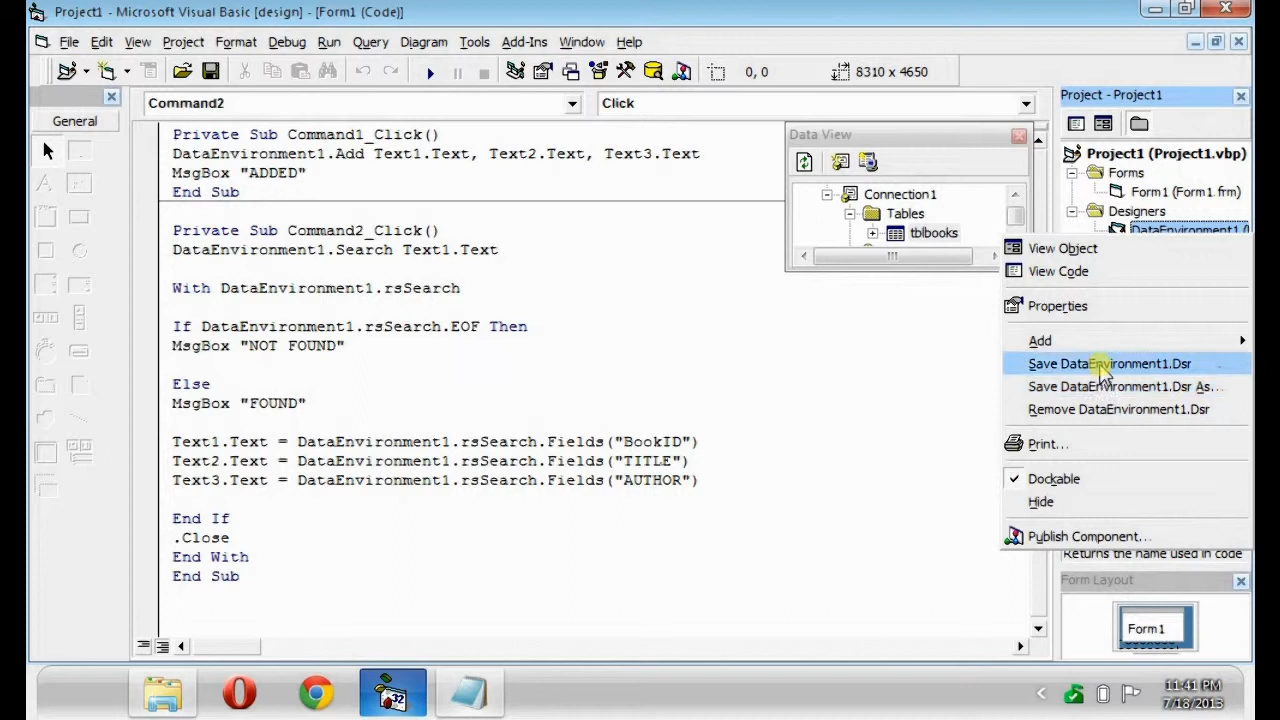 Project1 - Microsoft Visual Basic [design] - [Form1 (Code)]
File Edit View Project Format Debug Run Query Diagram Tools Add-Ins Window Help
0, 0 8310 x 4650
General
Command2 Click
Private Sub Command1_Click()
DataEnvironment1.Add Text1.Text, Text2.Text, Text3.Text
MsgBox "ADDED"
End Sub
Private Sub Command2_Click()
DataEnvironment1.Search Text1.Text
With DataEnvironment1.rsSearch
If DataEnvironment1.rsSearch.EOF Then
MsgBox "NOT FOUND"
Else
MsgBox "FOUND"
Text1.Text = DataEnvironment1.rsSearch.Fields("BookID")
Text2.Text = DataEnvironment1.rsSearch.Fields("TITLE")
Text3.Text = DataEnvironment1.rsSearch.Fields("AUTHOR")
End If
.Close
End With
End Sub
Data View
Connection1
Tables
tblbooks
Project - Project1
Project1 (Project1.vbp)
Forms
Form1 (Form1.frm)
Designers
DataEnvironment1 (
View Object
View Code
Properties
Add
Save DataEnvironment1.Dsr
Save DataEnvironment1.Dsr As...
Remove DataEnvironment1.Dsr
Print...
Dockable
Hide
Publish Component...
Returns the name used in code
Form Layout
Form1
32
11:41 PM
7/18/2013